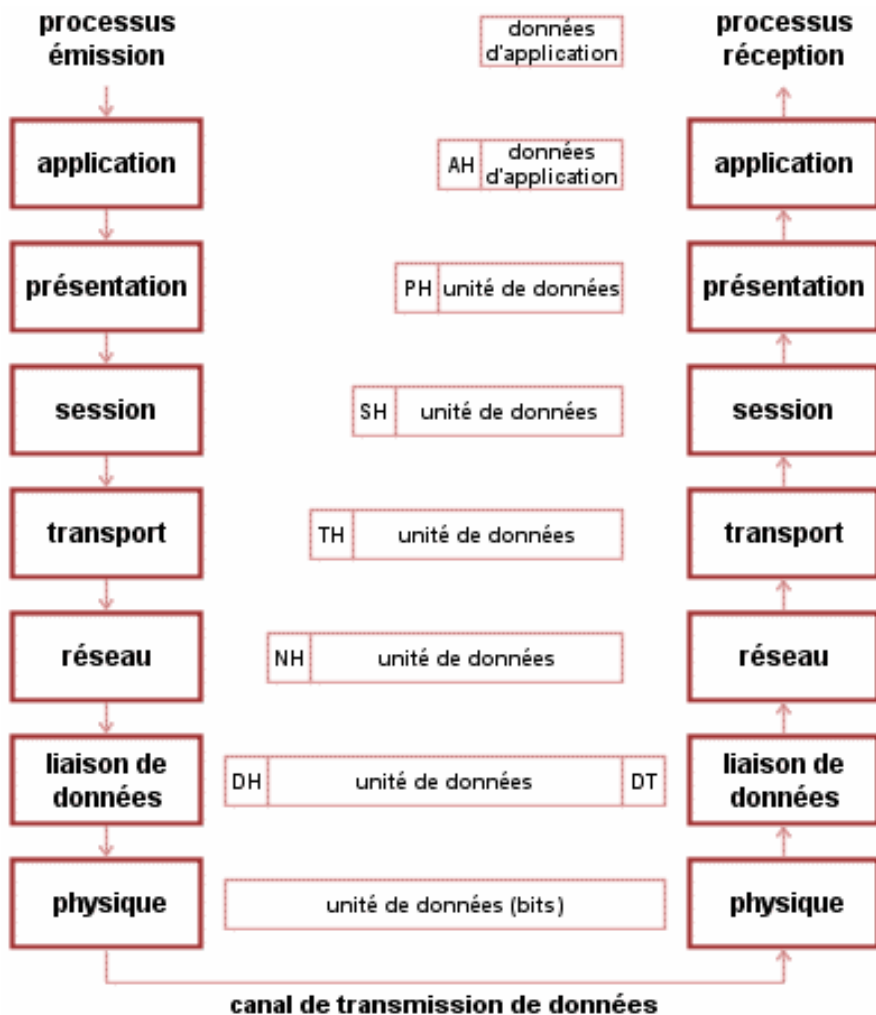 processus
émission
données
d'application
processus
réception
application
AH
données
d'application
application
présentation
PH
unité de données
présentation
session
SH
unité de données
session
transport
TH
unité de données
transport
réseau
NH
unité de données
réseau
liaison de
données
DH
unité de données
DT
liaison de
données
physique
unité de données (bits)
physique
canal de transmission de données